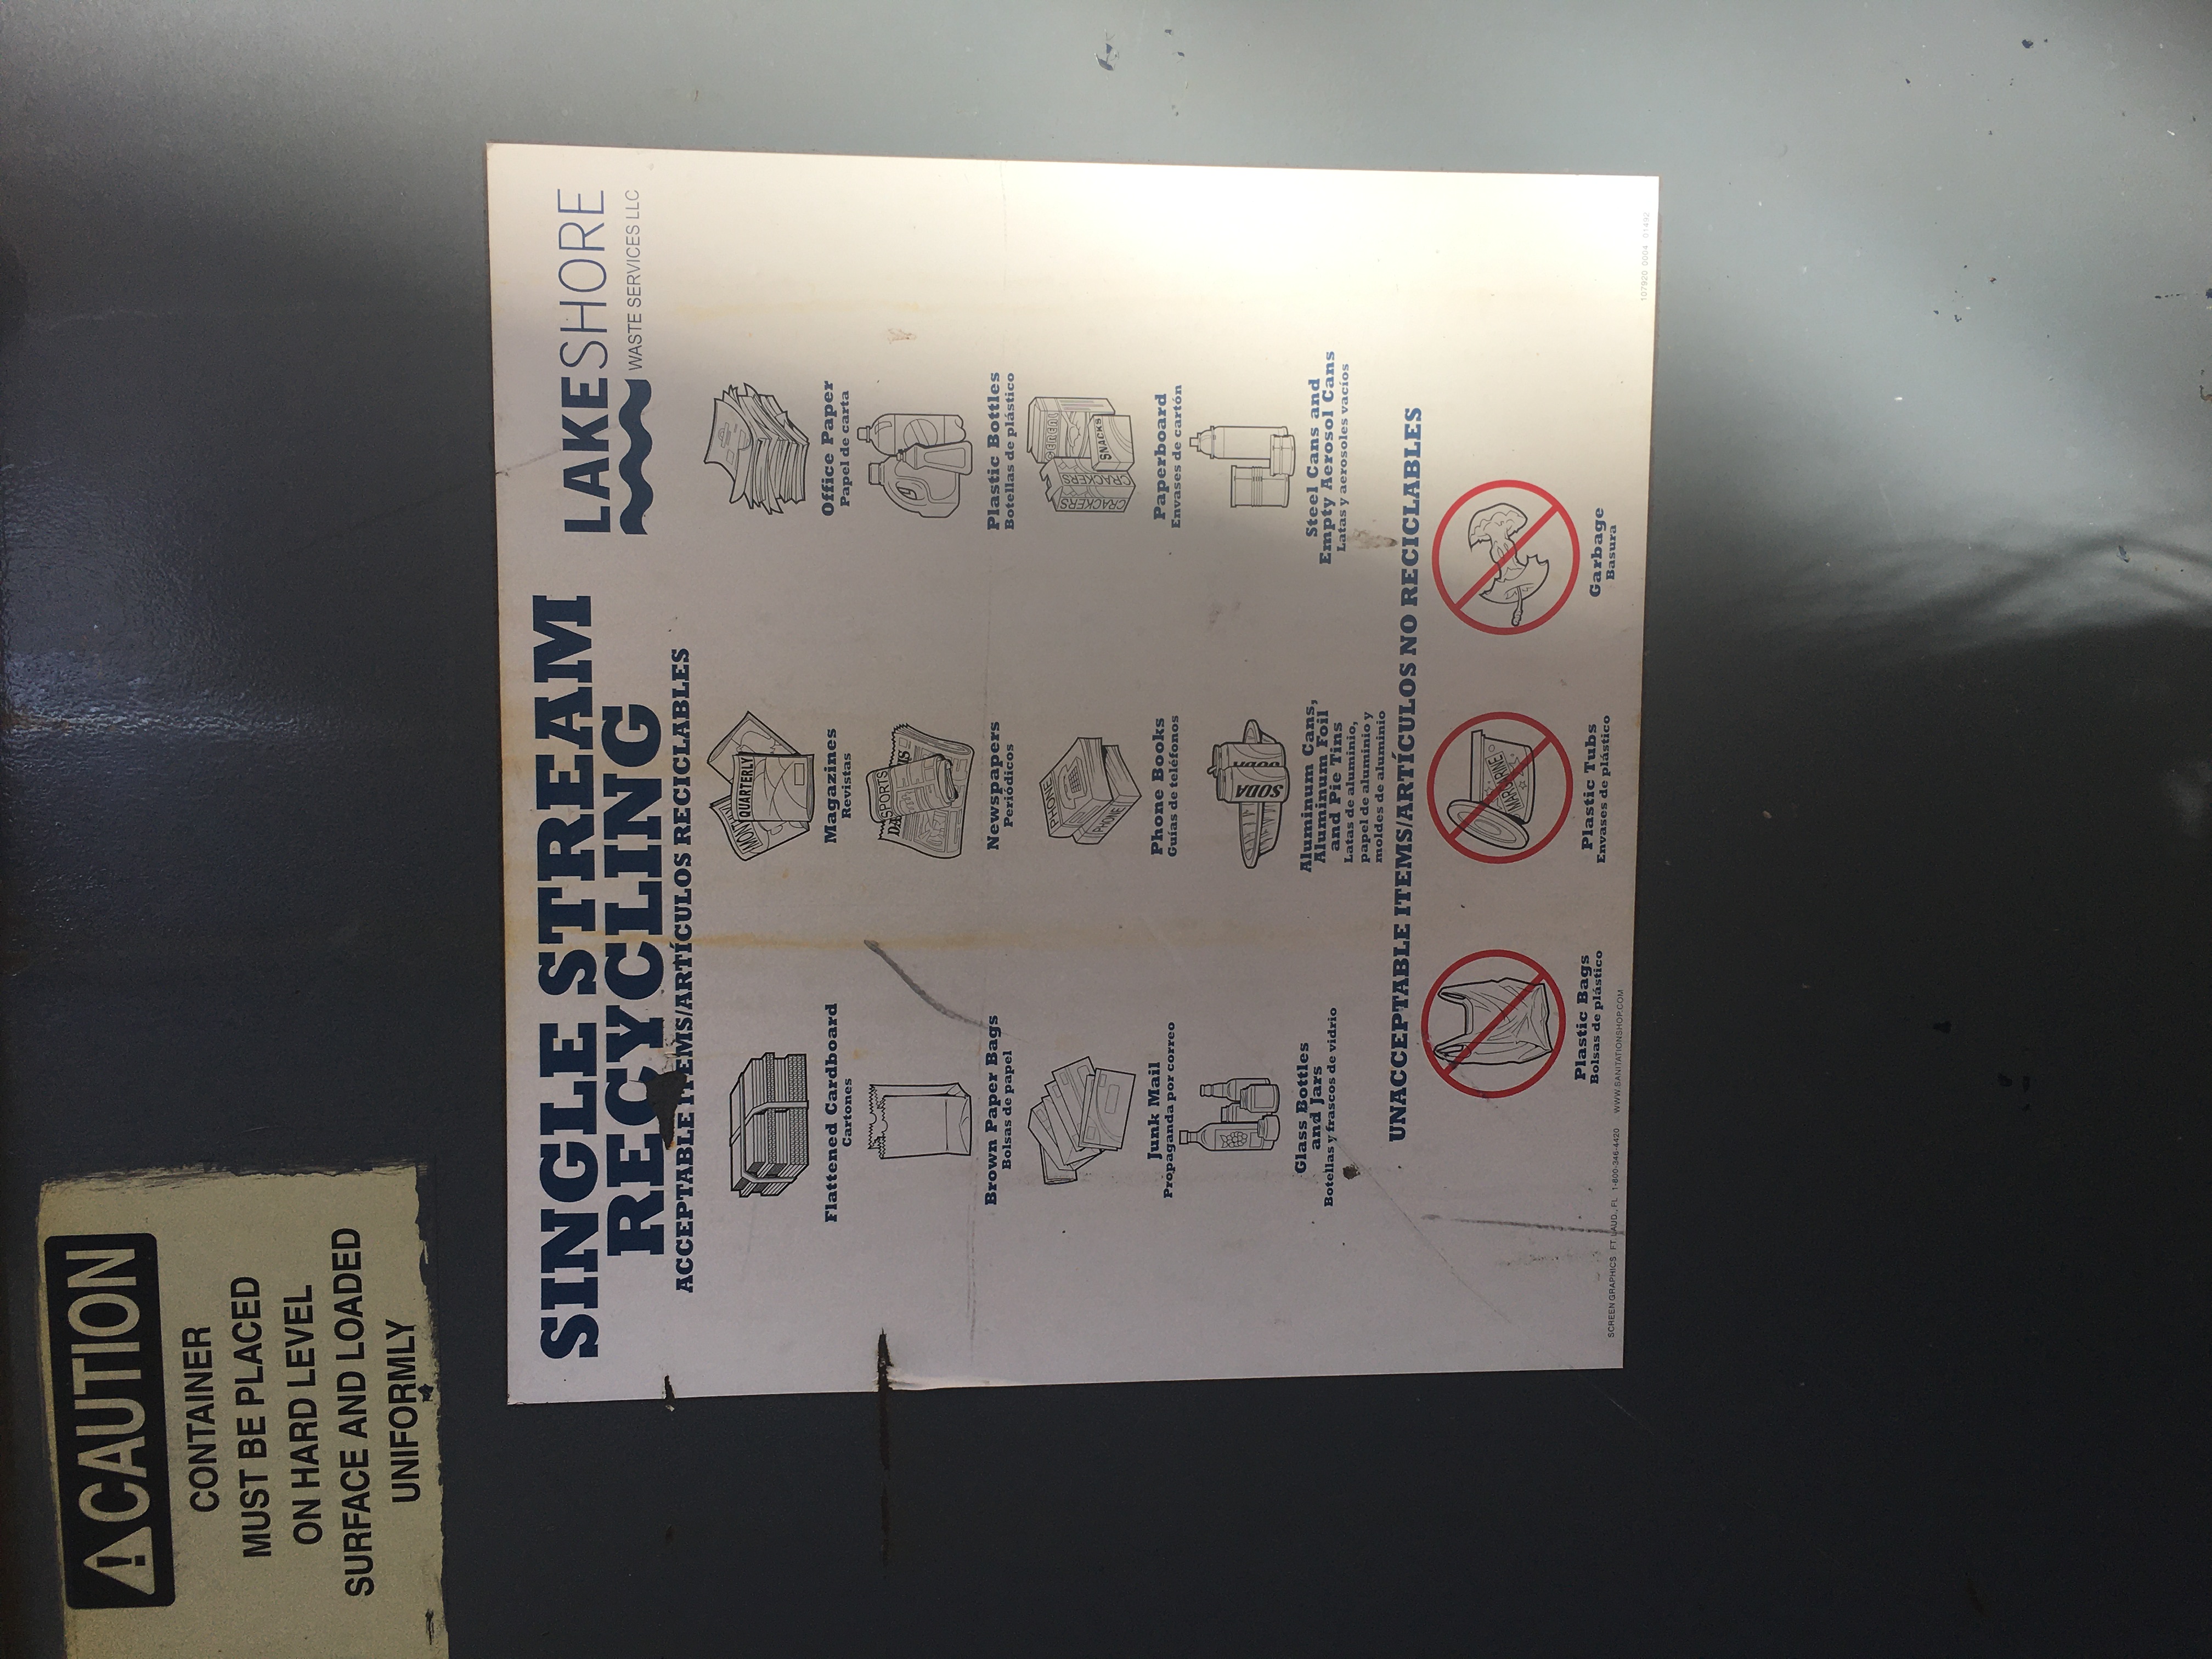 CAUTION
CONTAINER
MUST BE PLACED
ON HARD LEVEL
SURFACE AND LOADED
UNIFORMLY
SINGLE STREAM
RECYCLING
ACCEPTABLE ITEMS/ARTÍCULOS RECICLABLES
LAKESHORE
WASTE SERVICES LLC
Flattened Cardboard
Cartones
MONTHLY
QUARTERLY
Magazines
Revistas
Office Paper
Papel de carta
Brown Paper Bags
Bolsas de papel
SPORTS
DA IS
Newspapers
Periódicos
Plastic Bottles
Botellas de plástico
Junk Mail
Propaganda por correo
PHONE
PHONE
Phone Books
Guías de teléfonos
CRACKERS
CRACKERS
CEREAL
SNACKS
Paperboard
Envases de cartón
Glass Bottles
and Jars
Botellas y frascos de vidrio
SODA
SODA
Aluminum Cans,
Aluminum Foil
and Pie Tins
Latas de aluminio,
papel de aluminio y
moldes de aluminio
Steel Cans and
Empty Aerosol Cans
Latas y aerosoles vacíos
UNACCEPTABLE ITEMS/ARTÍCULOS NO RECICLABLES
Plastic Bags
Bolsas de plástico
MARGARINE
Plastic Tubs
Envases de plástico
Garbage
Basura
SCREEN GRAPHICS FT. LAUD., FL 1-800-346-4420 WWW.SANITATIONSHOP.COM
107920 0004 01492